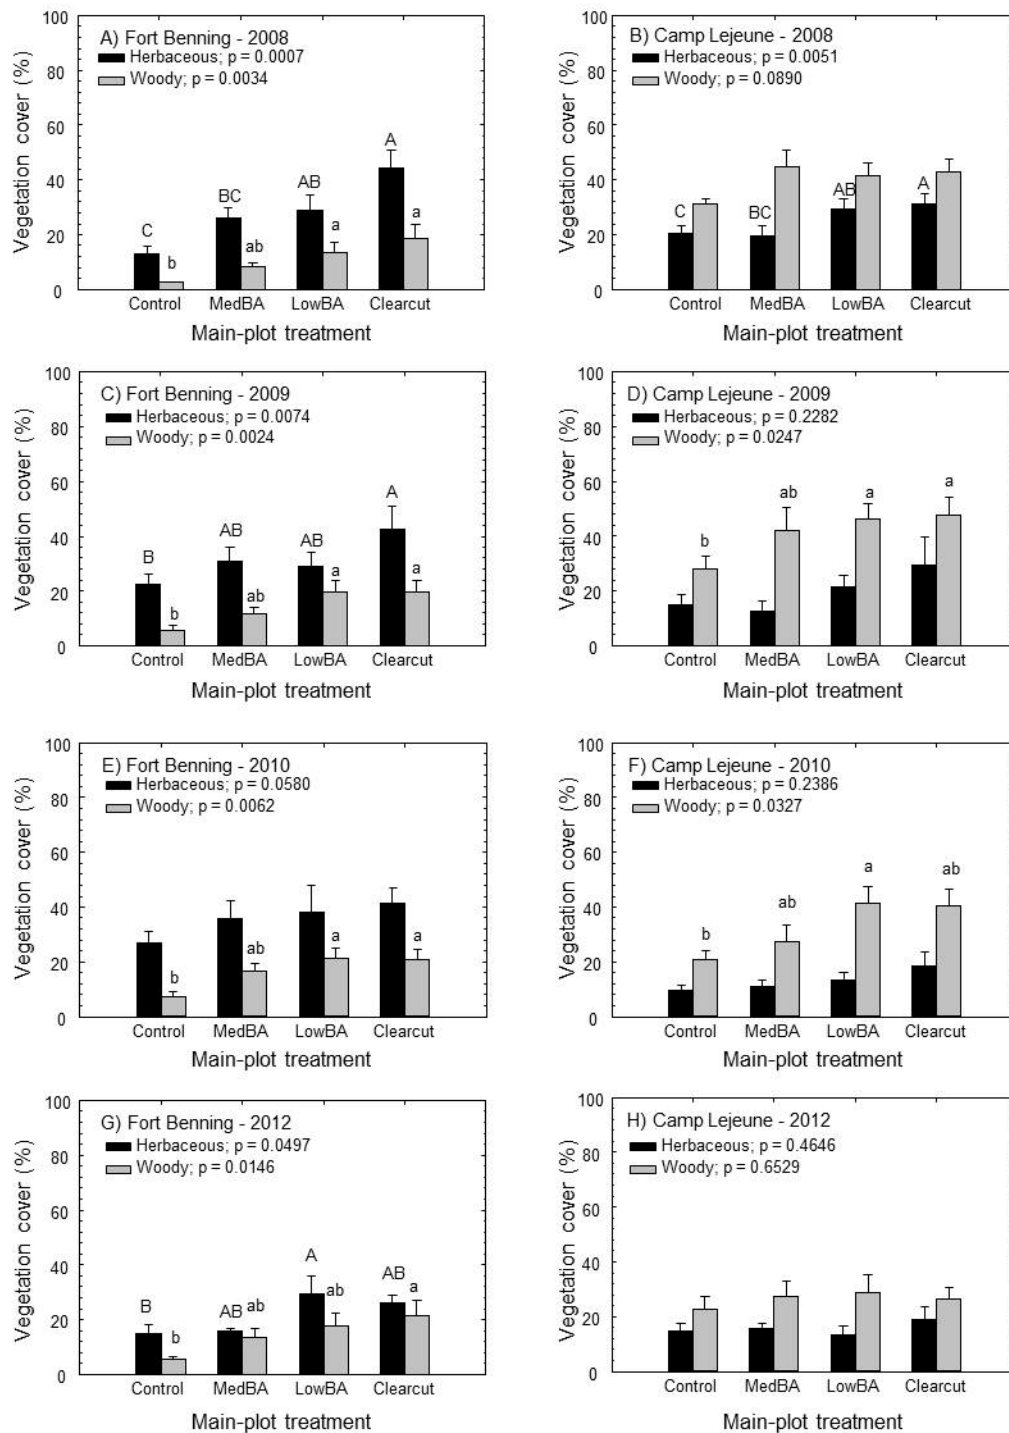 A) Fort Benning - 2008
Herbaceous; p = 0.0007
Woody; p = 0.0034
Vegetation cover (%)
100
80
60
40
20
0
C
b
BC
ab
AB
a
A
a
Control MedBA LowBA Clearcut
Main-plot treatment
B) Camp Lejeune - 2008
Herbaceous; p = 0.0051
Woody; p = 0.0890
Vegetation cover (%)
100
80
60
40
20
0
C
BC
AB
A
Control MedBA LowBA Clearcut
Main-plot treatment
C) Fort Benning - 2009
Herbaceous; p = 0.0074
Woody; p = 0.0024
Vegetation cover (%)
100
80
60
40
20
0
B
b
AB
ab
AB
a
A
a
Control MedBA LowBA Clearcut
Main-plot treatment
D) Camp Lejeune - 2009
Herbaceous; p = 0.2282
Woody; p = 0.0247
Vegetation cover (%)
100
80
60
40
20
0
b
ab
a
a
Control MedBA LowBA Clearcut
Main-plot treatment
E) Fort Benning - 2010
Herbaceous; p = 0.0580
Woody; p = 0.0062
Vegetation cover (%)
100
80
60
40
20
0
b
ab
a
a
Control MedBA LowBA Clearcut
Main-plot treatment
F) Camp Lejeune - 2010
Herbaceous; p = 0.2386
Woody; p = 0.0327
Vegetation cover (%)
100
80
60
40
20
0
b
ab
a
ab
Control MedBA LowBA Clearcut
Main-plot treatment
G) Fort Benning - 2012
Herbaceous; p = 0.0497
Woody; p = 0.0146
Vegetation cover (%)
100
80
60
40
20
0
B
b
AB
ab
A
ab
AB
a
Control MedBA LowBA Clearcut
Main-plot treatment
H) Camp Lejeune - 2012
Herbaceous; p = 0.4646
Woody; p = 0.6529
Vegetation cover (%)
100
80
60
40
20
0
Control MedBA LowBA Clearcut
Main-plot treatment